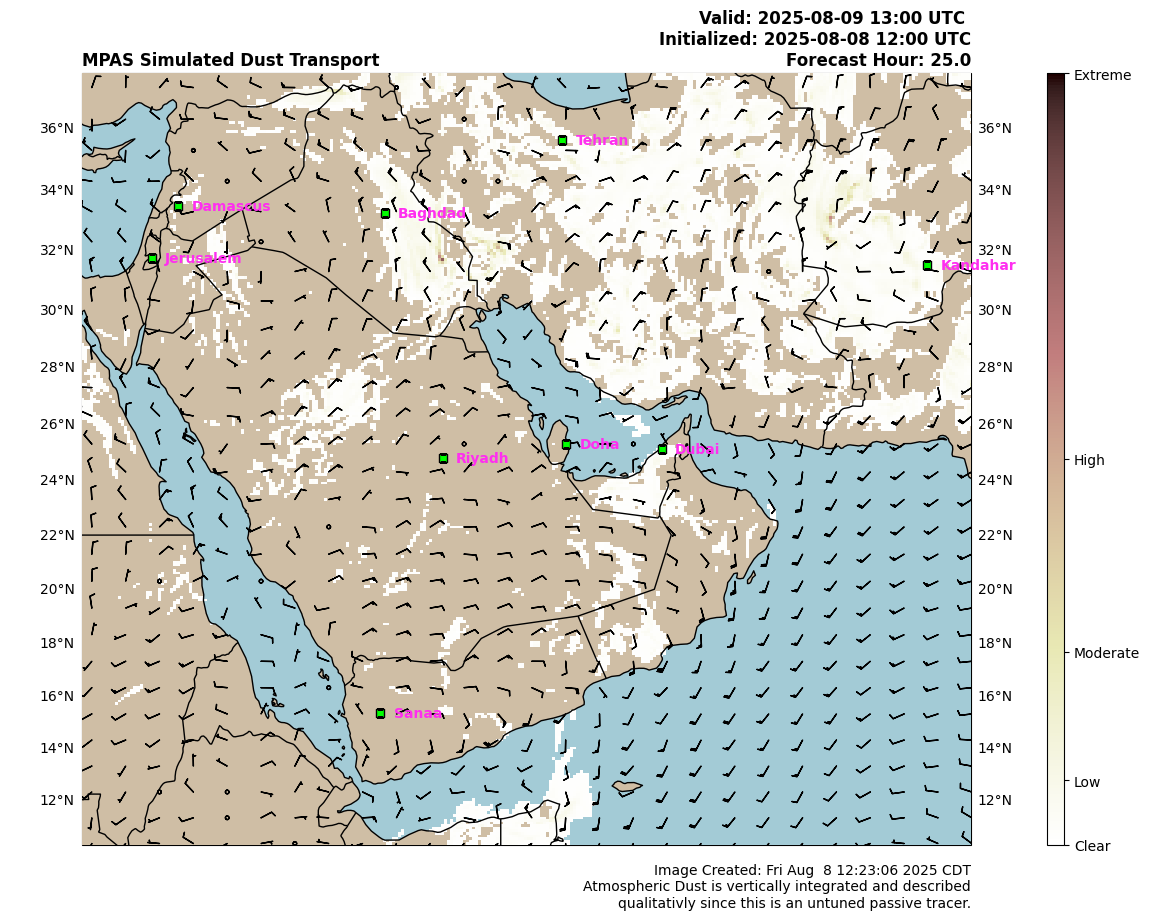 Valid: 2025-08-09 13:00 UTC
Initialized: 2025-08-08 12:00 UTC
MPAS Simulated Dust Transport
Forecast Hour: 25.0
Extreme
36°N
36°N
Tehran
34°N
34°N
Damascus
Baghdad
32°N
32°N
Jerusalem
Kandahar
30°N
30°N
28°N
28°N
26°N
26°N
Doha
Dubai
Riyadh
High
24°N
24°N
22°N
22°N
20°N
20°N
18°N
18°N
Moderate
16°N
16°N
Sanaa
14°N
14°N
Low
12°N
12°N
Clear
Image Created: Fri Aug  8 12:23:06 2025 CDT
Atmospheric Dust is vertically integrated and described
qualitativly since this is an untuned passive tracer.